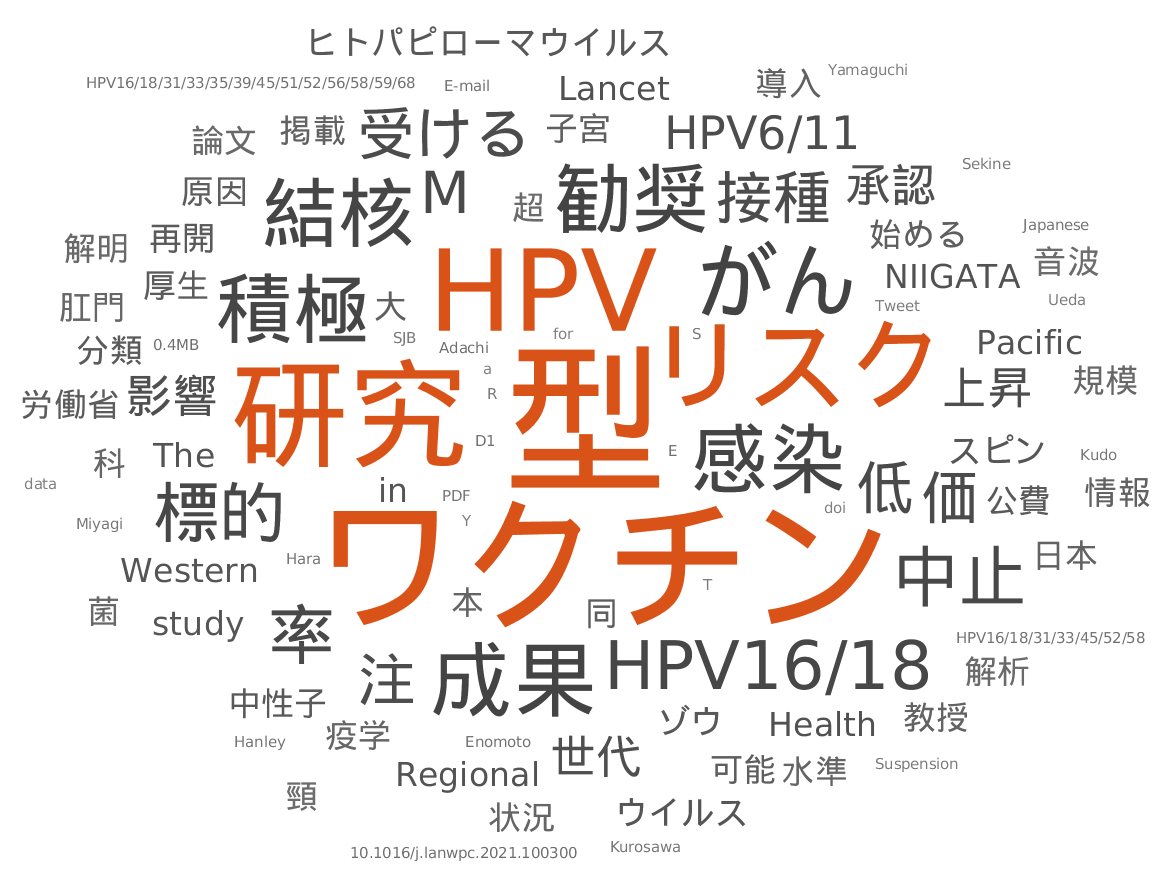 ヒトパピローマウイルス
HPV16/18/31/33/35/39/45/51/52/56/58/59/68
E-mail
Lancet
導入
Yamaguchi
論文
掲載
受ける
子宮
HPV6/11
原因
結核
M
超
勧奨
接種
承認
Sekine
解明
再開
始める
Japanese
肛門
厚生
積極
大
HPV
がん
NIIGATA
音波
Tweet
Ueda
分類
0.4MB
SJB
Adachi
for
S
リスク
Pacific
労働省
影響
研究
a
R
型
上昇
規模
科
The
D1
E
感染
スピン
Kudo
data
標的
in
PDF
Y
doi
低
価
公費
情報
Miyagi
Western
Hara
ワクチン
T
中止
日本
菌
study
率
本
同
HPV16/18/31/33/45/52/58
注
成果
HPV16/18
解析
中性子
疫学
ゾウ
Health
教授
Hanley
Enomoto
世代
可能
水準
Suspension
頸
Regional
状況
ウイルス
10.1016/j.lanwpc.2021.100300
Kurosawa